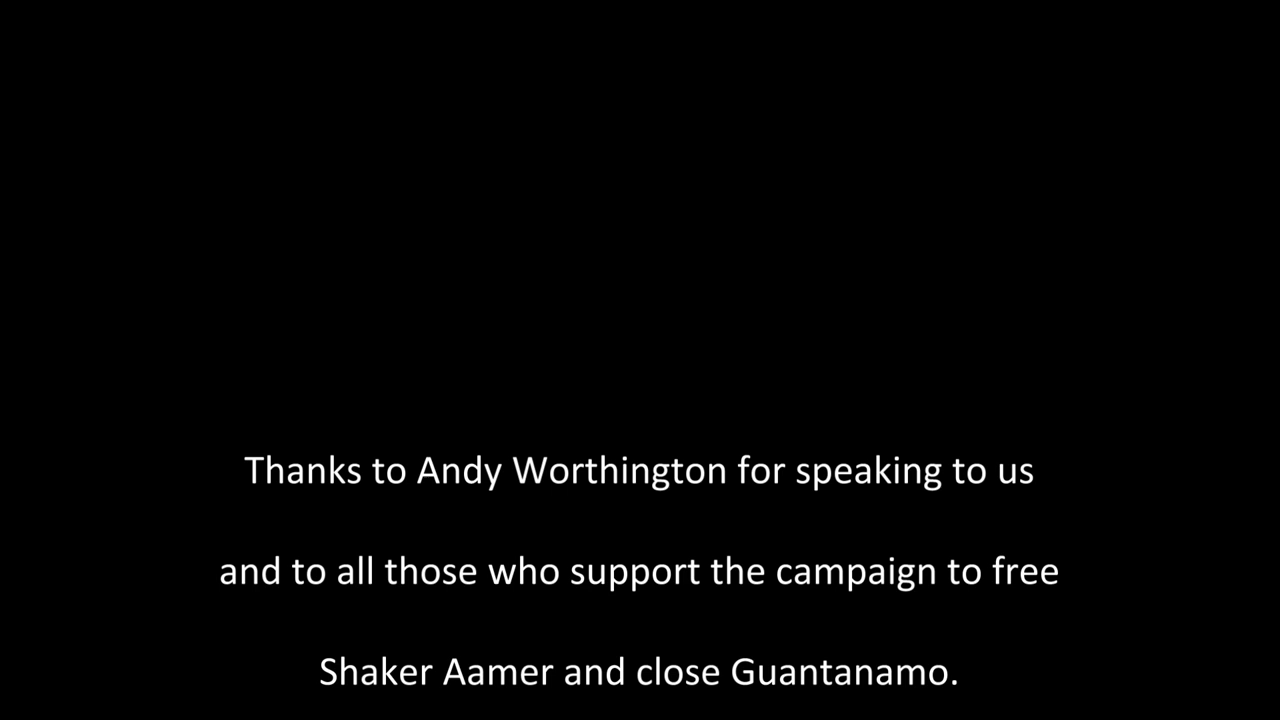 Thanks to Andy Worthington for speaking to us
and to all those who support the campaign to free
Shaker Aamer and close Guantanamo.